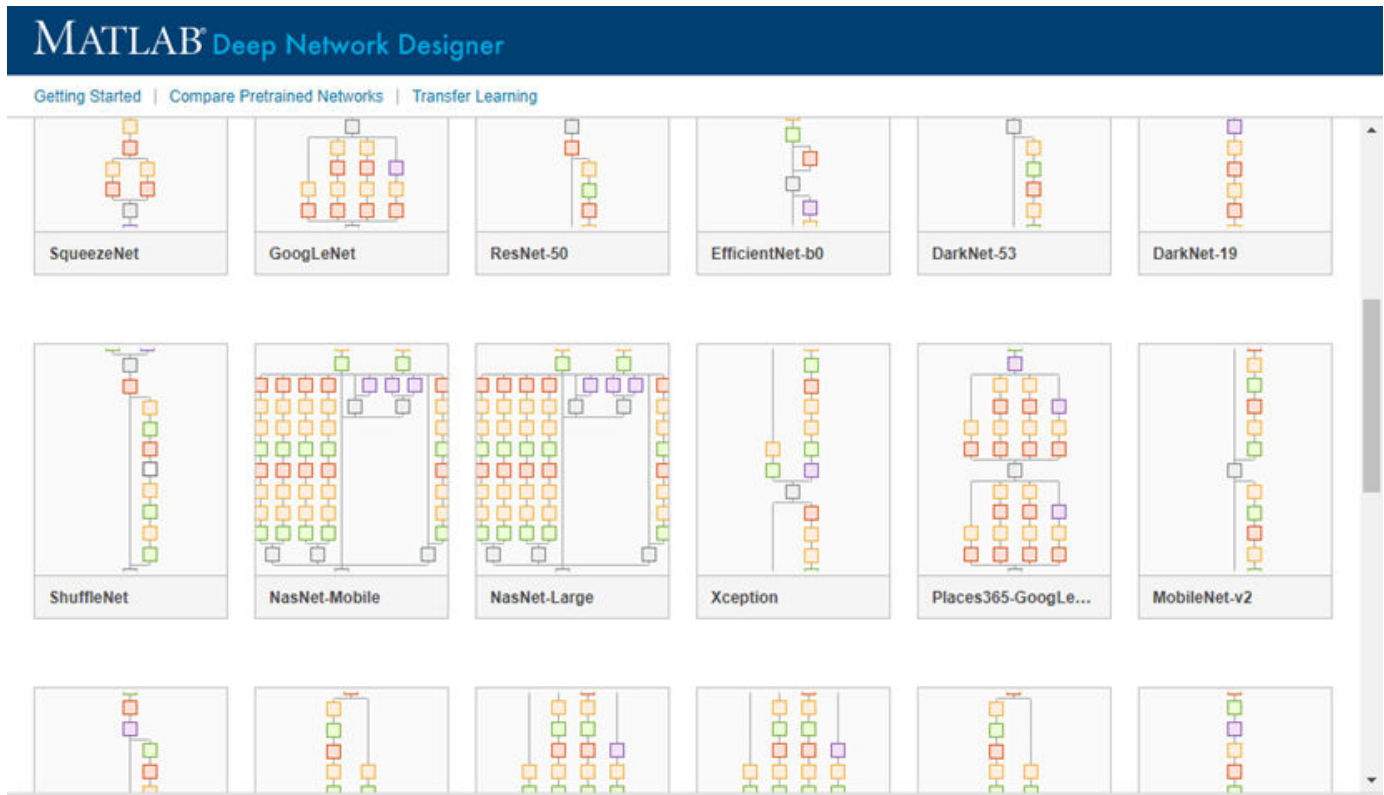 MATLAB® Deep Network Designer
Getting Started | Compare Pretrained Networks | Transfer Learning
SqueezeNet
GoogLeNet
ResNet-50
EfficientNet-b0
DarkNet-53
DarkNet-19
ShuffleNet
NasNet-Mobile
NasNet-Large
Xception
Places365-GoogLe...
MobileNet-v2